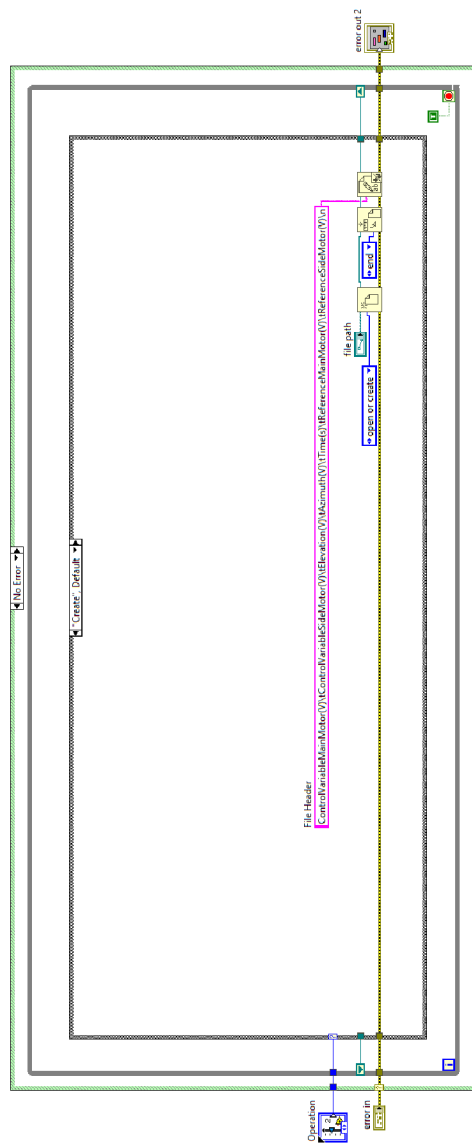 No Error
"Create", Default
File Header
ControlVariableMainMotor(V)\tControlVariableSideMotor(V)\tElevation(V)\tAzimuth(V)\tTime(s)\tReferenceMainMotor(V)\tReferenceSideMotor(V)\n
file path
open or create
end
Operation
error in
error out 2
i